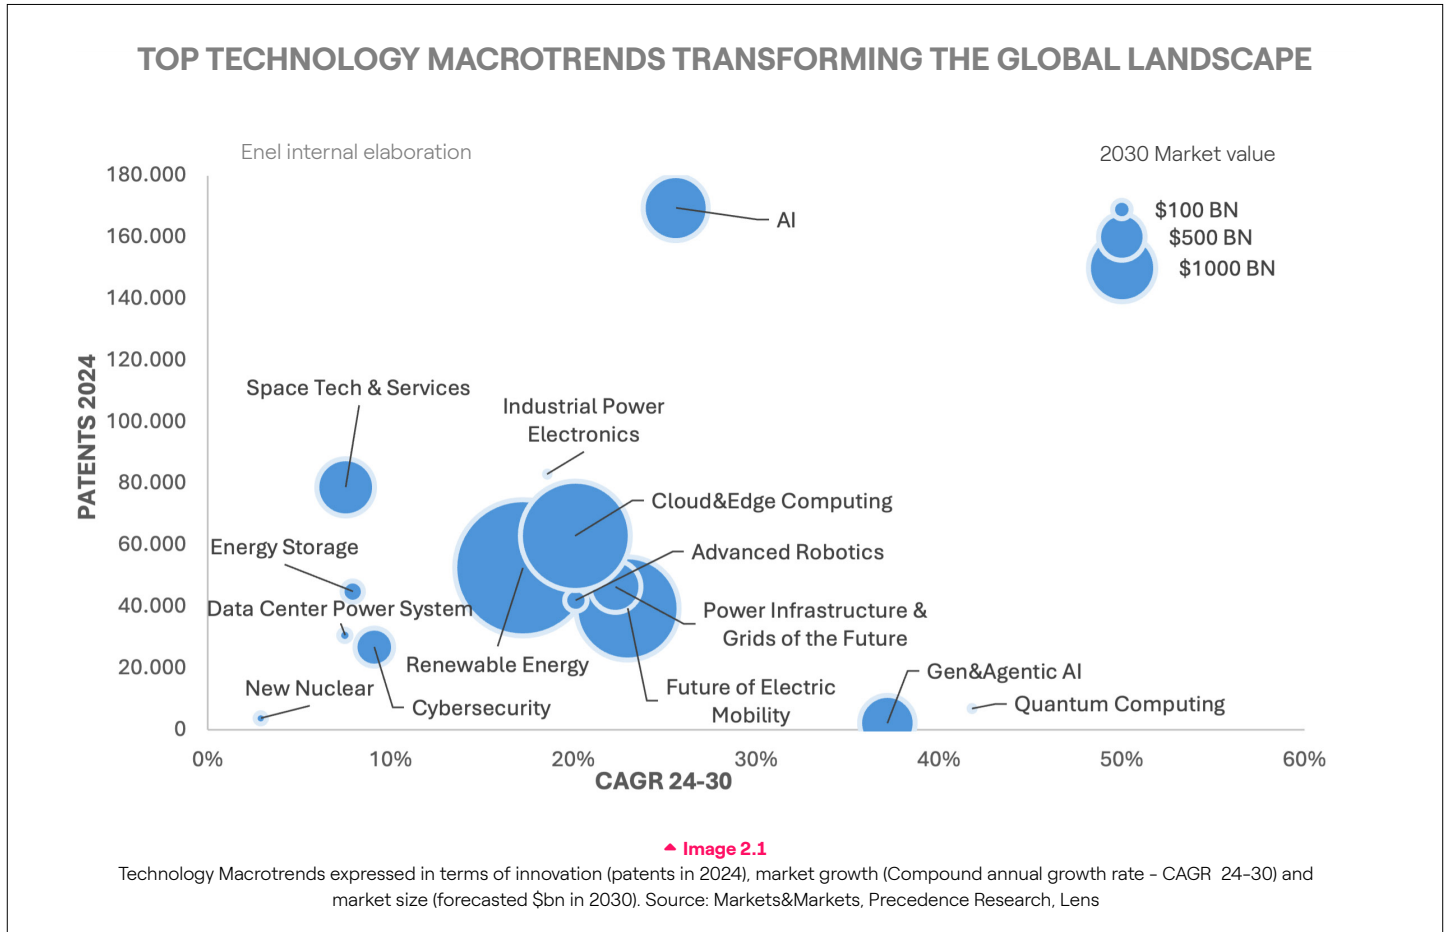 TOP TECHNOLOGY MACROTRENDS TRANSFORMING THE GLOBAL LANDSCAPE
Enel internal elaboration
2030 Market value
$100 BN
$500 BN
$1000 BN
PATENTS 2024
180.000
160.000
140.000
120.000
100.000
80.000
60.000
40.000
20.000
0
AI
Space Tech & Services
Industrial Power
Electronics
Cloud&Edge Computing
Energy Storage
Advanced Robotics
Data Center Power System
Power Infrastructure &
Grids of the Future
Renewable Energy
Gen&Agentic AI
New Nuclear
Cybersecurity
Future of Electric
Mobility
Quantum Computing
0%
10%
20%
30%
40%
50%
60%
CAGR 24-30
Image 2.1
Technology Macrotrends expressed in terms of innovation (patents in 2024), market growth (Compound annual growth rate - CAGR 24-30) and
market size (forecasted $bn in 2030). Source: Markets&Markets, Precedence Research, Lens